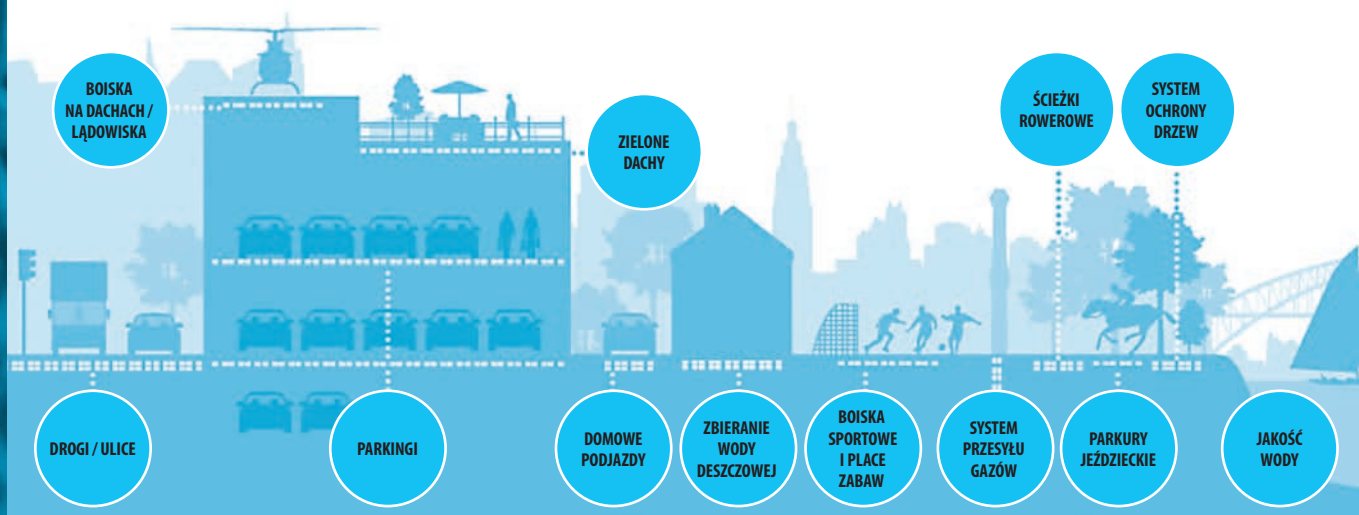 BOISKA
NA DACHACH /
LĄDOWISKA
ZIELONE
DACHY
ŚCIEŻKI
ROWEROWE
SYSTEM
OCHRONY
DRZEW
DROGI / ULICE
PARKINGI
DOMOWE
PODJAZDY
ZBIERANIE
WODY
DESZCZOWEJ
BOISKA
SPORTOWE
I PLACE
ZABAW
SYSTEM
PRZESYŁU
GAZÓW
PARKURY
JEŹDZIECKIE
JAKOŚĆ
WODY